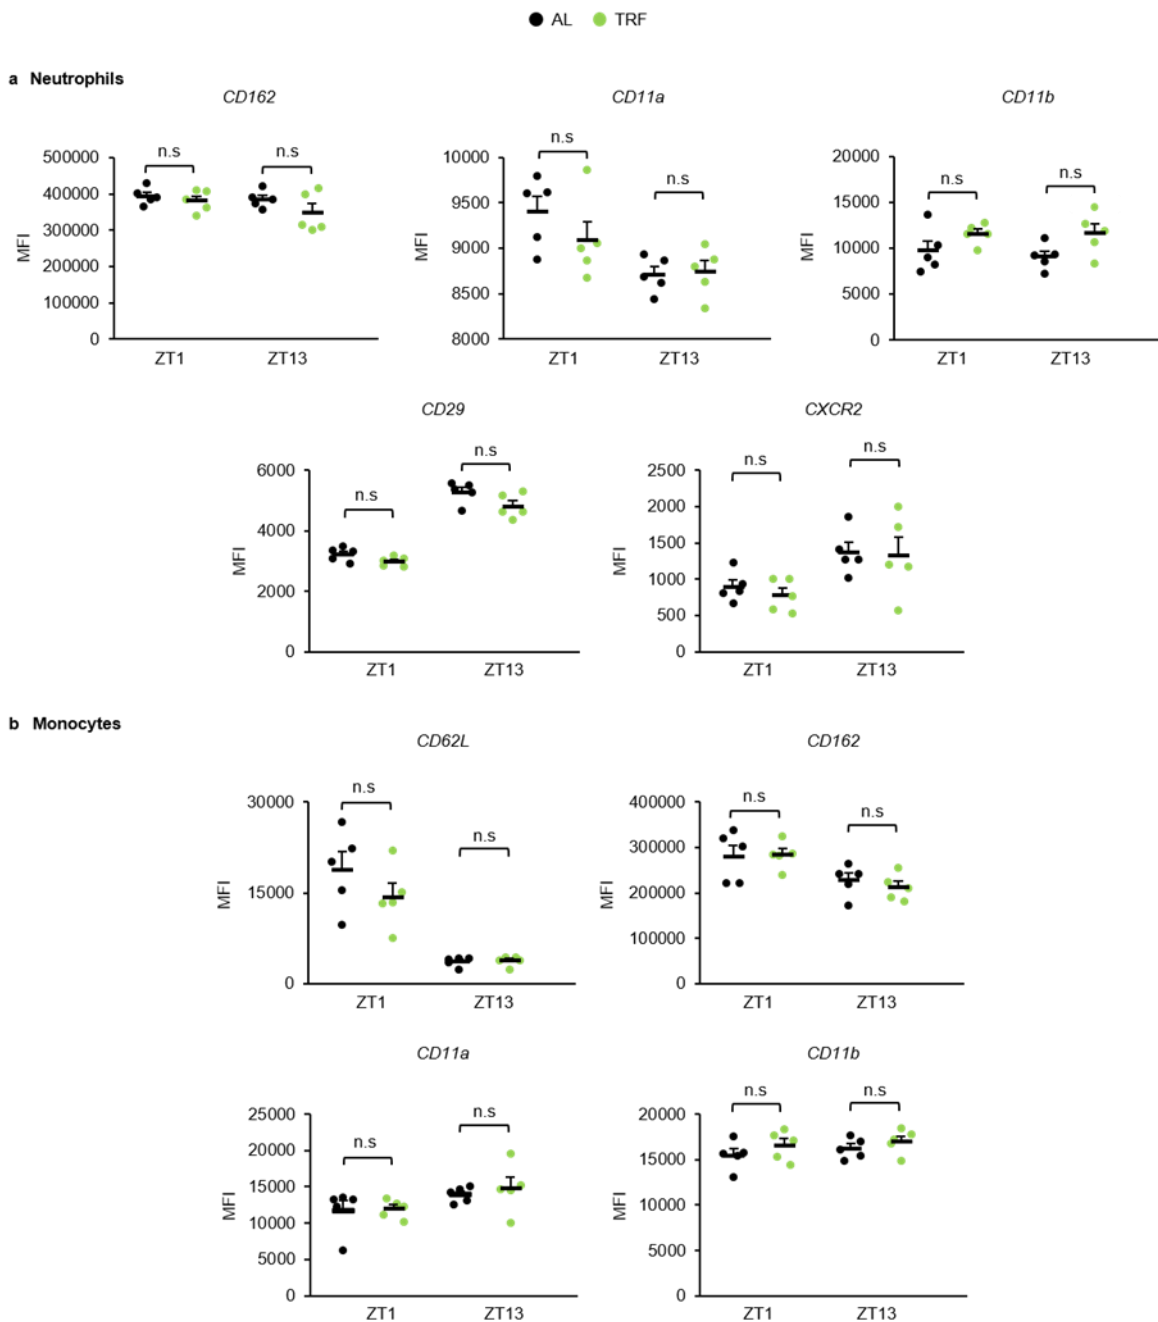 AL TRF
a Neutrophils
CD162 CD11a CD11b
n.s n.s
MFI
500000
400000
300000
200000
100000
0
ZT1 ZT13
n.s n.s
MFI
10000
9500
9000
8500
8000
ZT1 ZT13
n.s n.s
MFI
20000
15000
10000
5000
0
ZT1 ZT13
CD29 CXCR2
n.s n.s
MFI
6000
4000
2000
0
ZT1 ZT13
n.s n.s
MFI
2500
2000
1500
1000
500
0
ZT1 ZT13
b Monocytes
CD62L CD162
n.s n.s
MFI
30000
15000
0
ZT1 ZT13
n.s n.s
MFI
400000
300000
200000
100000
0
ZT1 ZT13
CD11a CD11b
n.s n.s
MFI
25000
20000
15000
10000
5000
0
ZT1 ZT13
n.s n.s
MFI
20000
15000
10000
5000
0
ZT1 ZT13